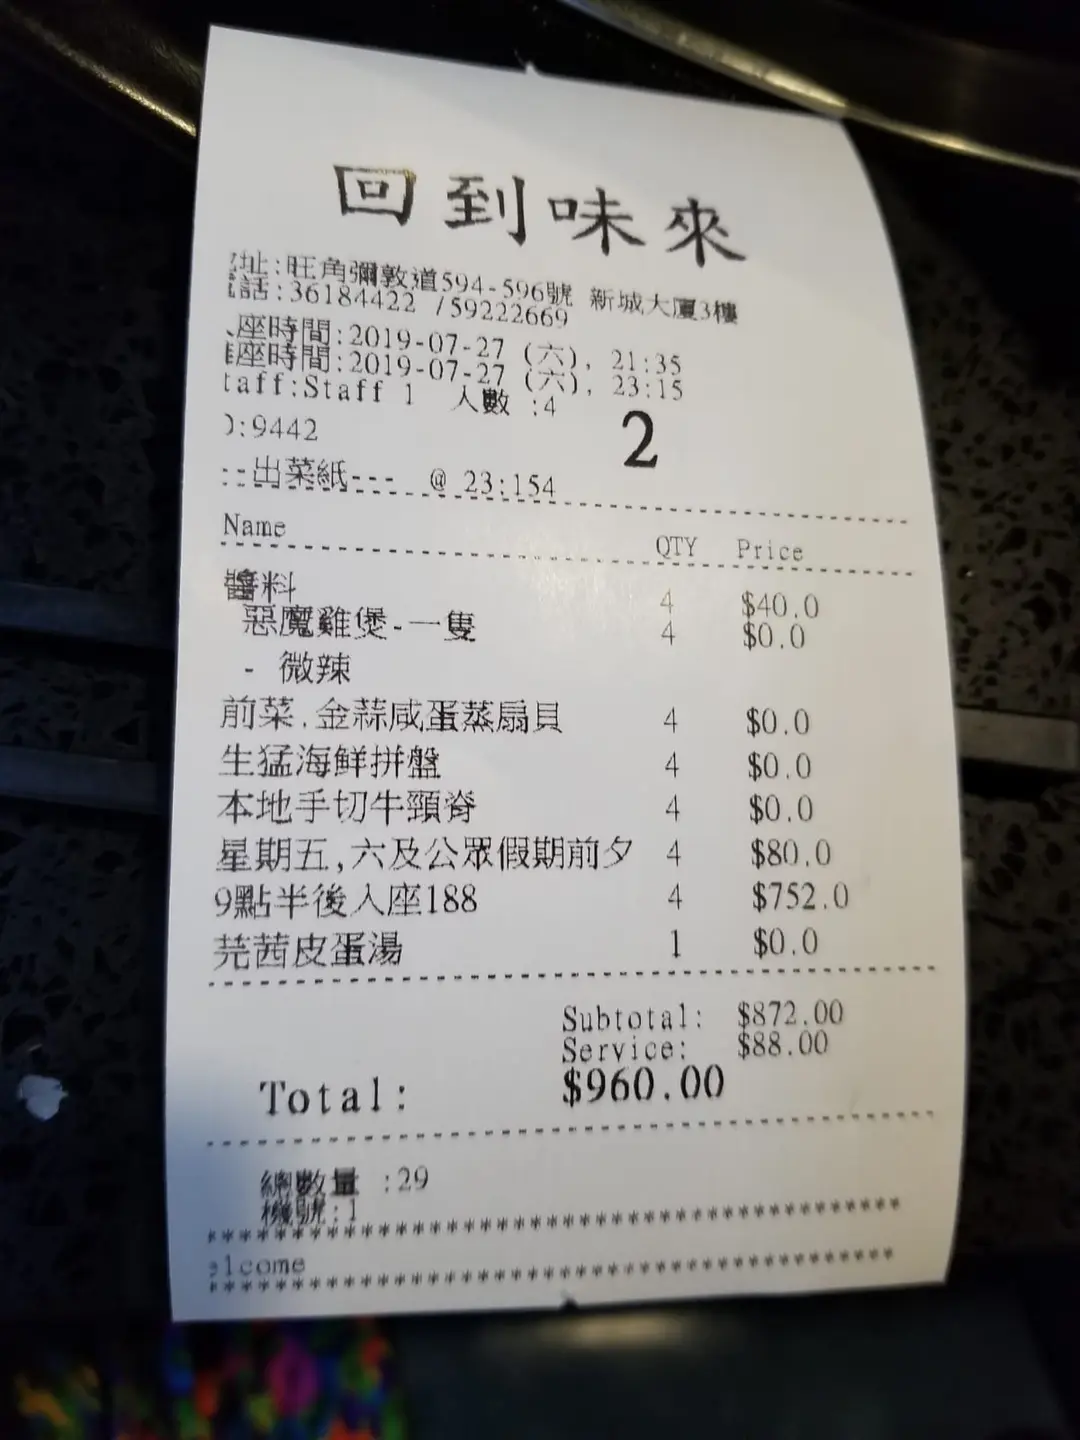 回到味來
址:旺角彌敦道594-596號 新城大廈3樓
話:36184422 /59222669
座時間:2019-07-27 (六), 21:35
座時間:2019-07-27 (六), 23:15
taff:Staff 1 人數 :4
2
:9442
--出菜紙--- @ 23:154
Name QTY Price
醬料 4 $40.0
惡魔雞煲-一隻 4 $0.0
- 微辣
前菜.金蒜咸蛋蒸扇貝 4 $0.0
生猛海鮮拼盤 4 $0.0
本地手切牛頸脊 4 $0.0
星期五,六及公眾假期前夕 4 $80.0
9點半後入座188 4 $752.0
芫茜皮蛋湯 1 $0.0
Subtotal: $872.00
Service: $88.00
Total: $960.00
總數量 :29
機號:1
elcome